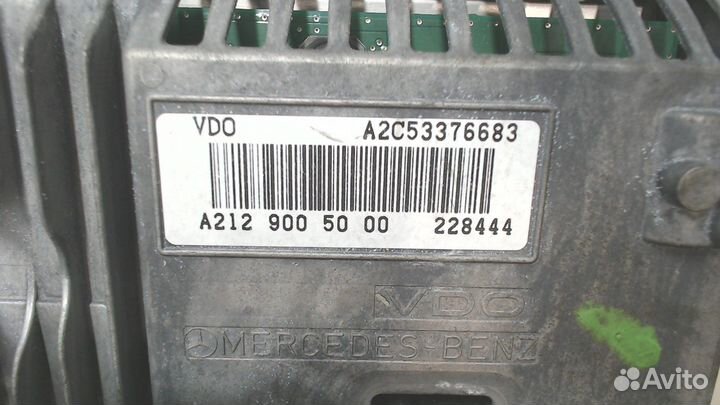 VDO A2C53376683
A212 900 50 00 228444
VDO
MERCEDES-BENZ
Avito